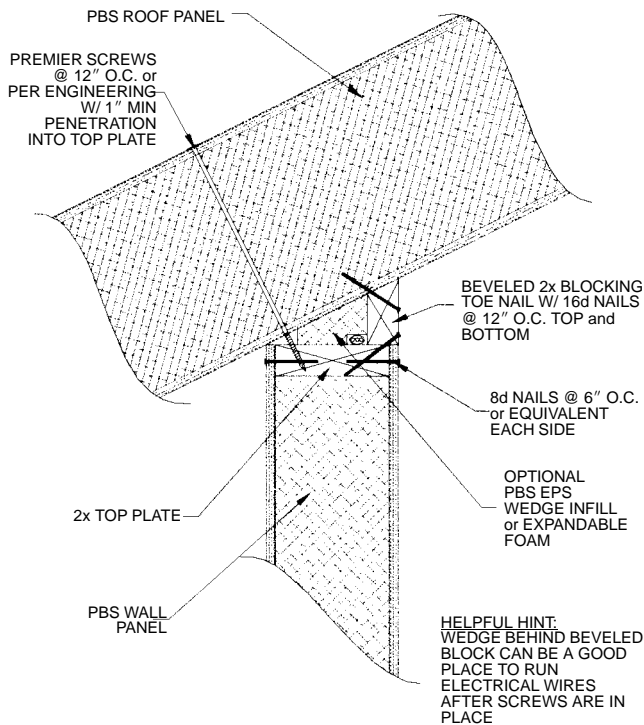 PBS ROOF PANEL
PREMIER SCREWS
@ 12" O.C. or
PER ENGINEERING
W/ 1" MIN
PENETRATION
INTO TOP PLATE
BEVELED 2x BLOCKING
TOE NAIL W/ 16d NAILS
@ 12" O.C. TOP and
BOTTOM
8d NAILS @ 6" O.C.
or EQUIVALENT
EACH SIDE
OPTIONAL
PBS EPS
WEDGE INFILL
or EXPANDABLE
FOAM
2x TOP PLATE
PBS WALL
PANEL
HELPFUL HINT:
WEDGE BEHIND BEVELED
BLOCK CAN BE A GOOD
PLACE TO RUN
ELECTRICAL WIRES
AFTER SCREWS ARE IN
PLACE